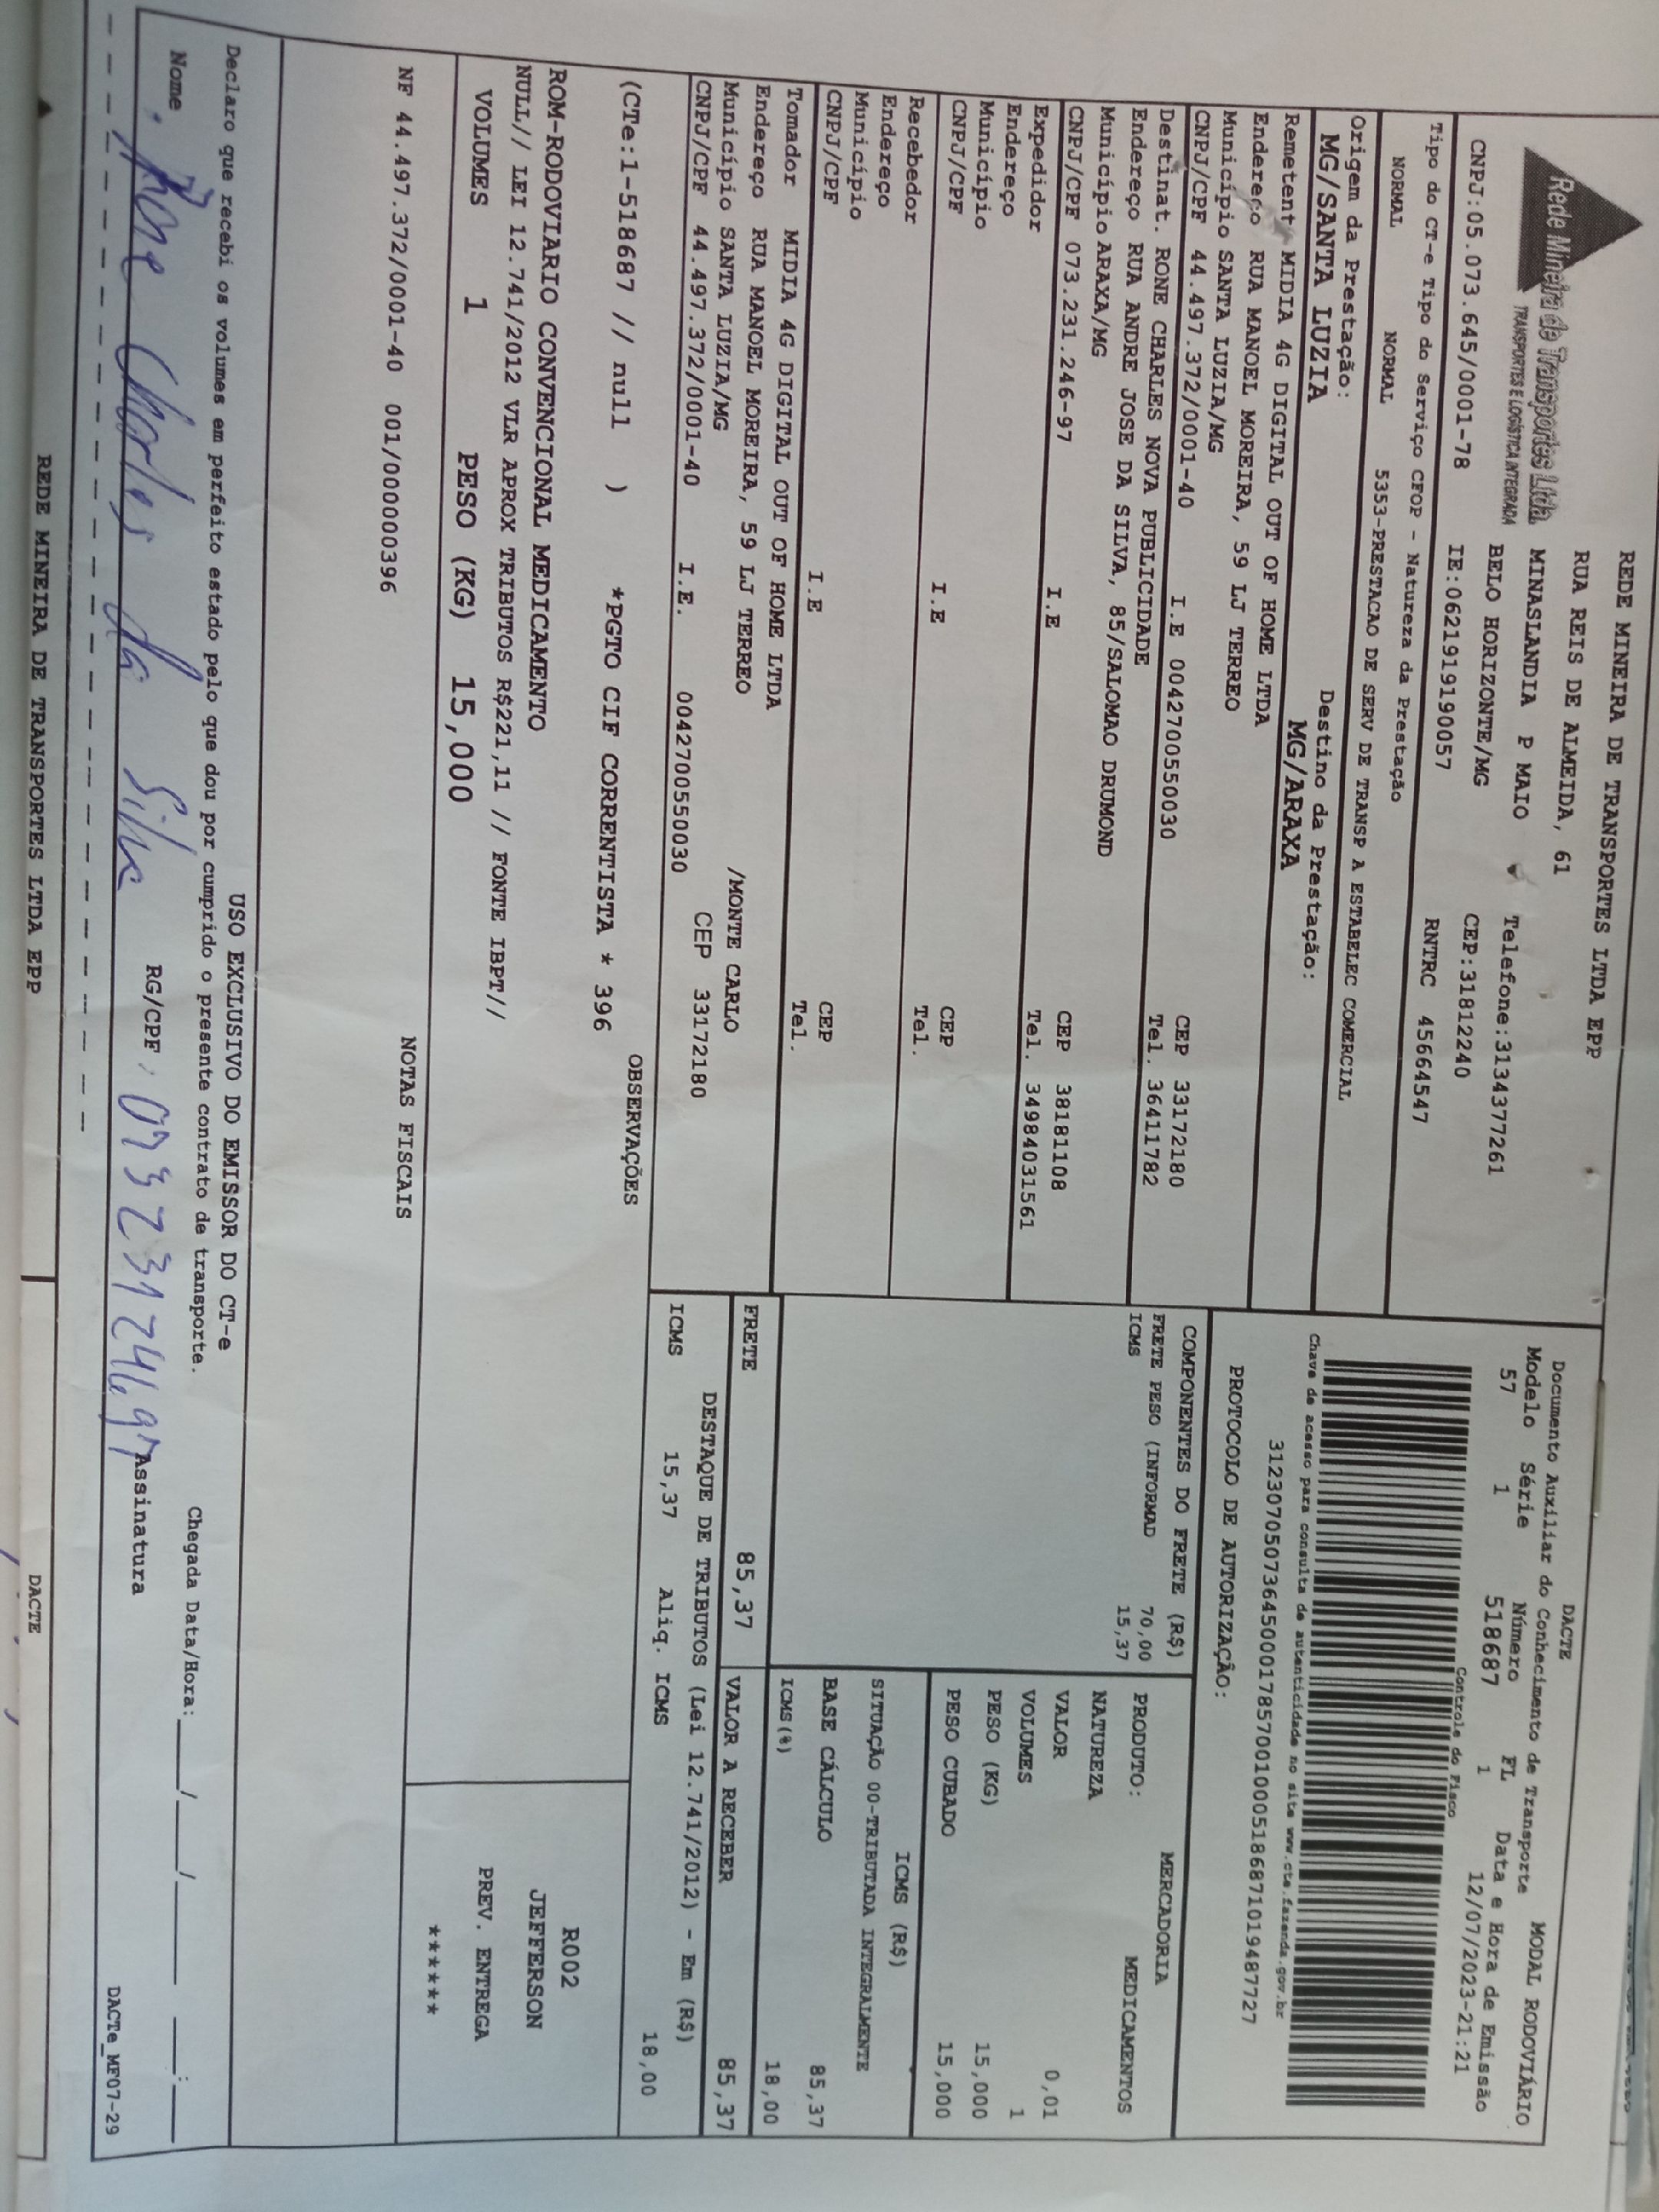 Rede Mineira de Transportes Ltda.
TRANSPORTES E LOGÍSTICA INTEGRADA
REDE MINEIRA DE TRANSPORTES LTDA EPP
RUA REIS DE ALMEIDA, 61
MINASLANDIA P MAIO Telefone:3134377261
BELO HORIZONTE/MG CEP:31812240
CNPJ:05.073.645/0001-78 IE:0621919190057 RNTRC 45664547
Tipo do CT-e Tipo do Serviço CFOP - Natureza da Prestação
NORMAL NORMAL 5353-PRESTACAO DE SERV DE TRANSP A ESTABELEC COMERCIAL
Origem da Prestação: Destino da Prestação:
MG/SANTA LUZIA MG/ARAXA
Remetent MIDIA 4G DIGITAL OUT OF HOME LTDA
Endereço RUA MANOEL MOREIRA, 59 LJ TERREO
Município SANTA LUZIA/MG CEP 33172180
CNPJ/CPF 44.497.372/0001-40 I.E 0042700550030 Tel. 36411782
Destinat. RONE CHARLES NOVA PUBLICIDADE
Endereço RUA ANDRE JOSE DA SILVA, 85/SALOMAO DRUMOND
Município ARAXA/MG CEP 38181108
CNPJ/CPF 073.231.246-97 I.E Tel. 34984031561
Expedidor
Endereço
Município CEP
CNPJ/CPF I.E Tel.
Recebedor
Endereço
Município CEP
CNPJ/CPF I.E Tel.
Tomador MIDIA 4G DIGITAL OUT OF HOME LTDA
Endereço RUA MANOEL MOREIRA, 59 LJ TERREO /MONTE CARLO
Município SANTA LUZIA/MG CEP 33172180
CNPJ/CPF 44.497.372/0001-40 I.E. 0042700550030
DACTE
Documento Auxiliar do Conhecimento de Transporte MODAL RODOVIÁRIO
Modelo Série Número FL Data e Hora de Emissão
57 1 518687 1 12/07/2023-21:21
Controle do Fisco
Chave de acesso para consulta de autenticidade no site www.cte.fazenda.gov.br
31230705073645000178570010005186871019487727
PROTOCOLO DE AUTORIZAÇÃO:
COMPONENTES DO FRETE (R$)
FRETE PESO (INFORMAD 70,00
ICMS 15,37
MERCADORIA
PRODUTO: MEDICAMENTOS
NATUREZA
VALOR 0,01
VOLUMES 1
PESO (KG) 15,000
PESO CUBADO 15,000
ICMS (R$)
SITUAÇÃO 00-TRIBUTADA INTEGRALMENTE
BASE CÁLCULO 85,37
ICMS(%) 18,00
FRETE 85,37 VALOR A RECEBER 85,37
DESTAQUE DE TRIBUTOS (Lei 12.741/2012) - Em (R$)
ICMS 15,37 Aliq. ICMS 18,00
OBSERVAÇÕES
(CTe:1-518687 // null ) *PGTO CIF CORRENTISTA * 396
ROM-RODOVIARIO CONVENCIONAL MEDICAMENTO
NULL// LEI 12.741/2012 VLR APROX TRIBUTOS R$221,11 // FONTE IBPT//
VOLUMES 1 PESO (KG) 15,000
R002
JEFFERSON
PREV. ENTREGA
******
NOTAS FISCAIS
NF 44.497.372/0001-40 001/000000396
USO EXCLUSIVO DO EMISSOR DO CT-e
Declaro que recebi os volumes em perfeito estado pelo que dou por cumprido o presente contrato de transporte.
Chegada Data/Hora:____/____/______ ____:____
Nome Rone Charles da Silva RG/CPF 07323124697 Assinatura
DACTe_MF07-29
REDE MINEIRA DE TRANSPORTES LTDA EPP DACTE